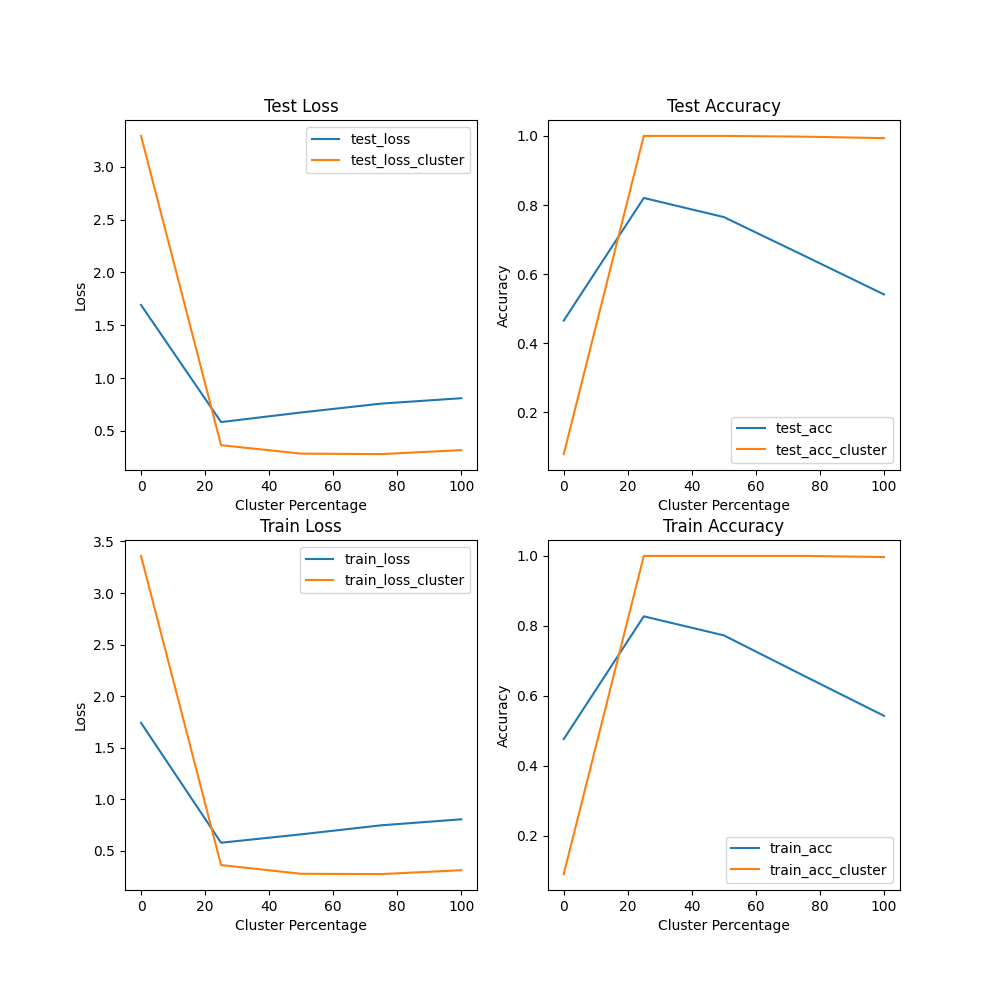 Test Loss
Test Accuracy
test_loss
test_loss_cluster
3.0
2.5
2.0
1.5
1.0
0.5
Loss
0 20 40 60 80 100
Cluster Percentage
1.0
0.8
0.6
0.4
0.2
Accuracy
test_acc
test_acc_cluster
0 20 40 60 80 100
Cluster Percentage
Train Loss
Train Accuracy
train_loss
train_loss_cluster
3.5
3.0
2.5
2.0
1.5
1.0
0.5
Loss
0 20 40 60 80 100
Cluster Percentage
1.0
0.8
0.6
0.4
0.2
Accuracy
train_acc
train_acc_cluster
0 20 40 60 80 100
Cluster Percentage